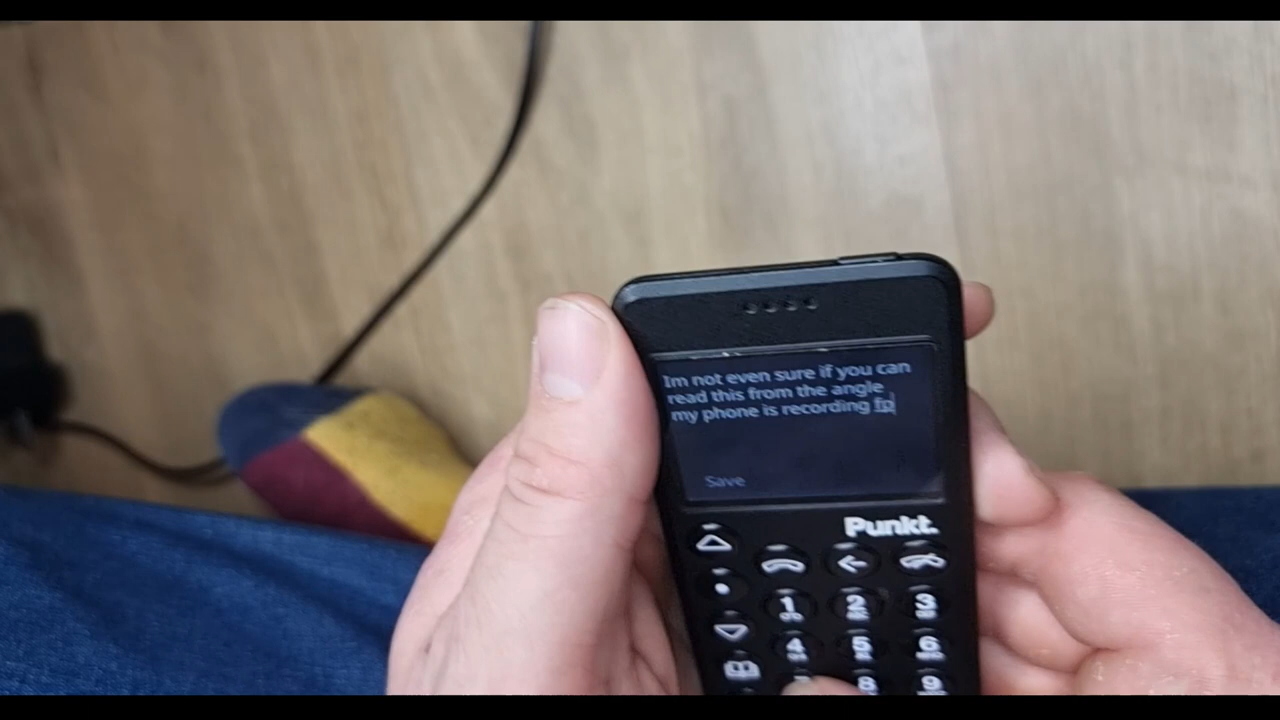 Im not even sure if you can
read this from the angle
my phone is recording fp
Save
Punkt.
1
2
3
4
5
6
8
9